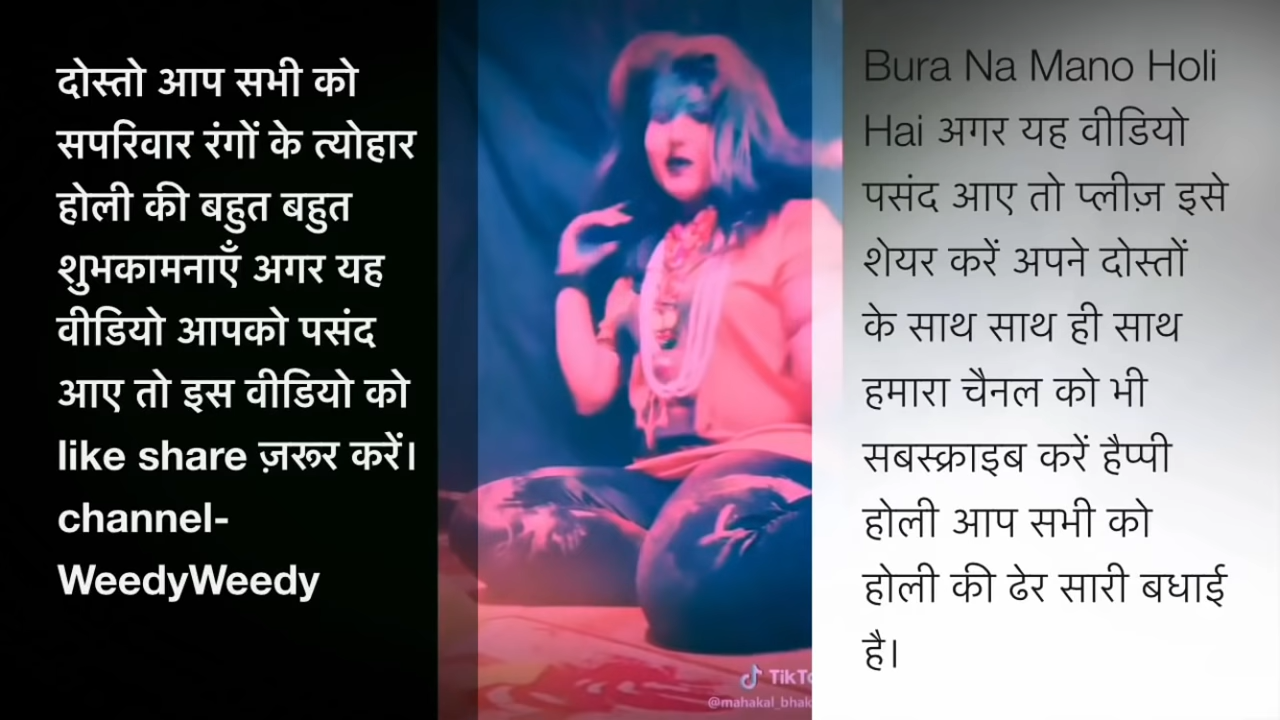 दोस्तो आप सभी को
सपरिवार रंगों के त्योहार
होली की बहुत बहुत
शुभकामनाएँ अगर यह
वीडियो आपको पसंद
आए तो इस वीडियो को
like share ज़रूर करें।
channel-
WeedyWeedy
Bura Na Mano Holi
Hai अगर यह वीडियो
पसंद आए तो प्लीज़ इसे
शेयर करें अपने दोस्तों
के साथ साथ ही साथ
हमारा चैनल को भी
सबस्क्राइब करें हैप्पी
होली आप सभी को
होली की ढेर सारी बधाई
है।
TikTo